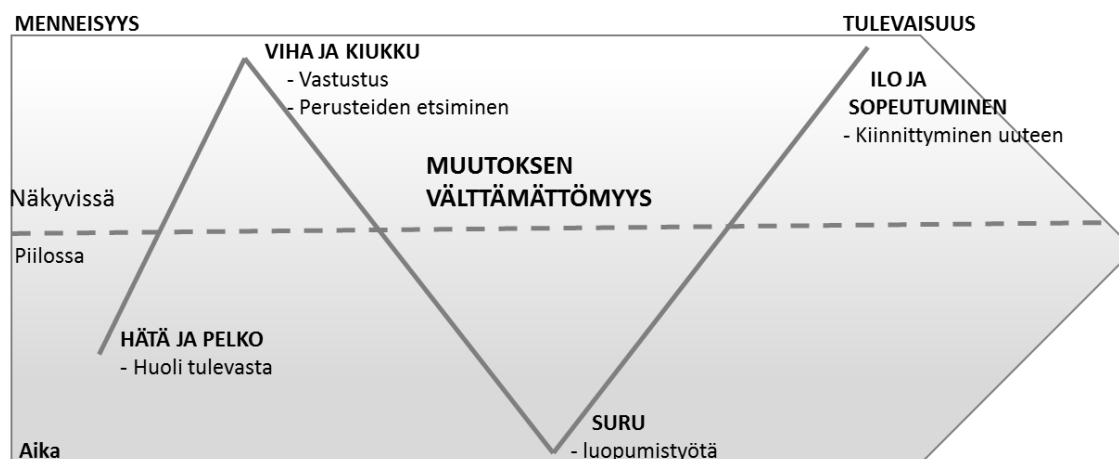 MENNEISYYS
TULEVAISUUS
VIHA JA KIUKKU
- Vastustus
- Perusteiden etsiminen
ILO JA
SOPEUTUMINEN
- Kiinnittyminen uuteen
MUUTOKSEN
VÄLTTÄMÄTTÖMYYS
Näkyvissä
Piilossa
HÄTÄ JA PELKO
- Huoli tulevasta
SURU
- luopumistyötä
Aika